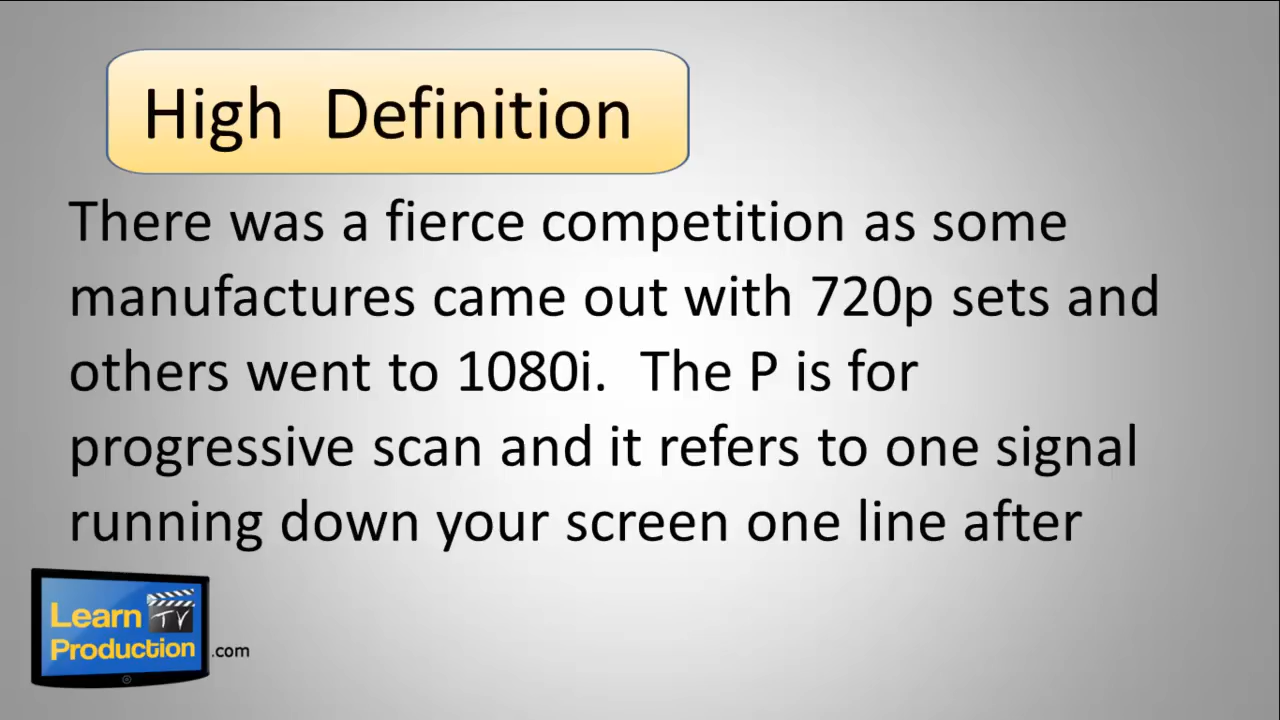 High Definition
There was a fierce competition as some
manufactures came out with 720p sets and
others went to 1080i. The P is for
progressive scan and it refers to one signal
running down your screen one line after
Learn TV
Production .com